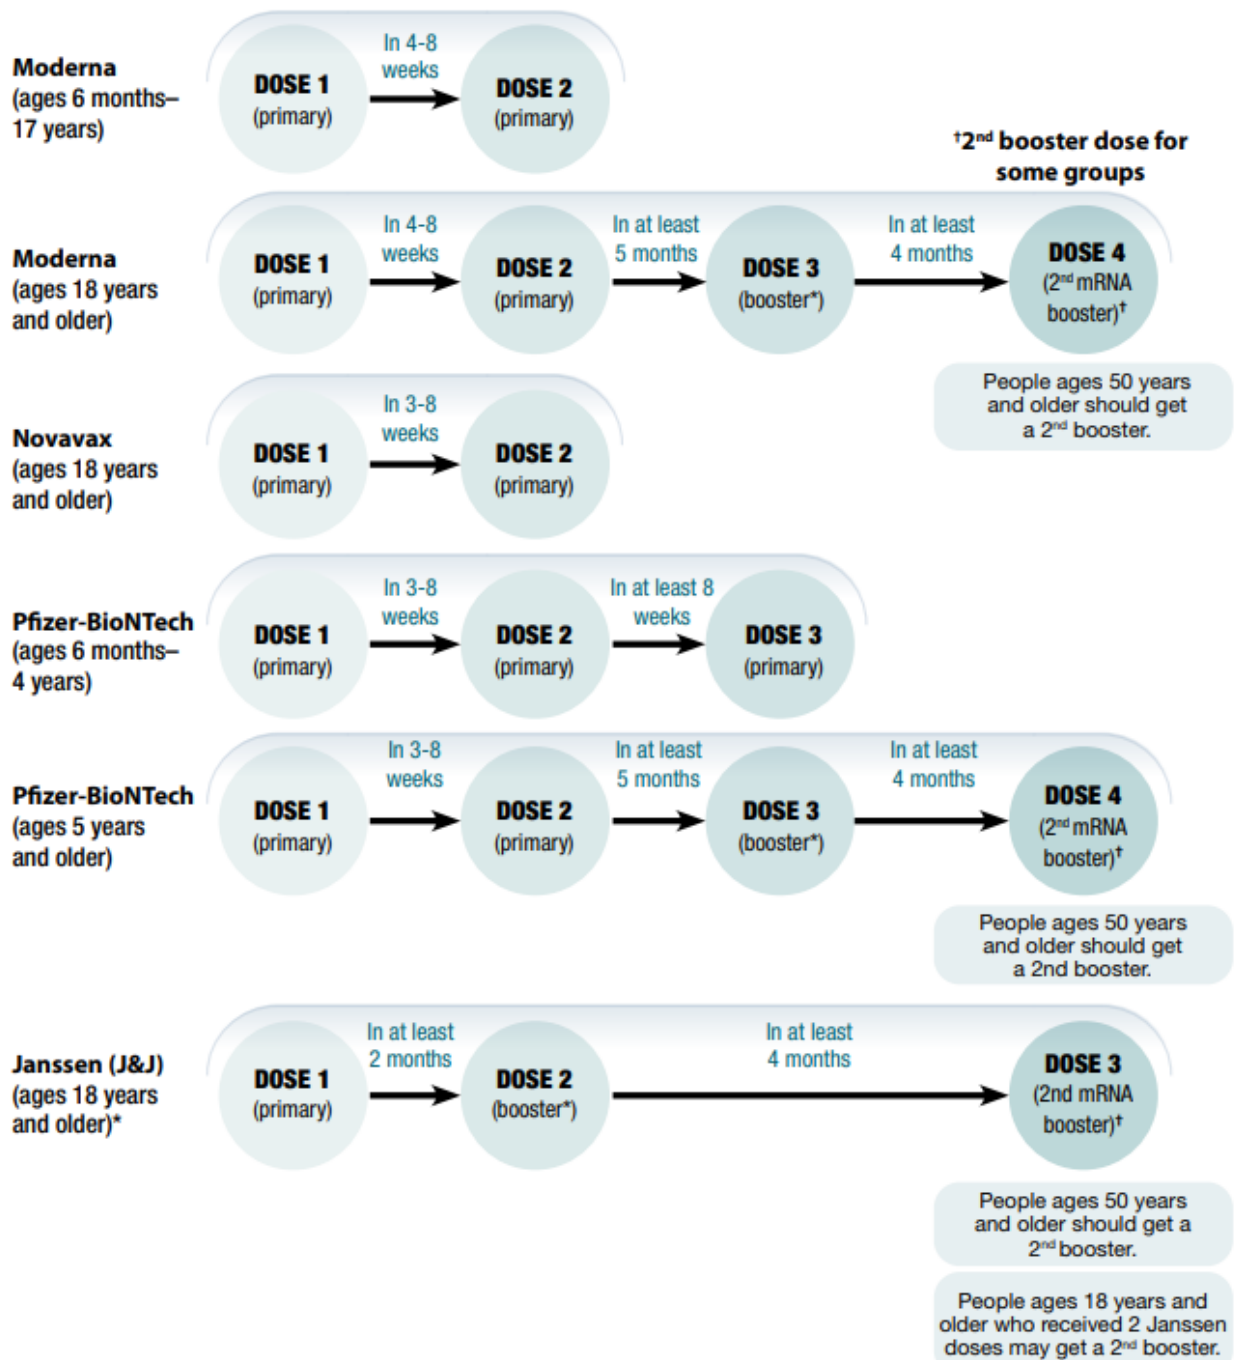 Moderna
(ages 6 months–
17 years)
DOSE 1
(primary)
In 4-8
weeks
DOSE 2
(primary)
†2nd booster dose for
some groups
Moderna
(ages 18 years
and older)
DOSE 1
(primary)
In 4-8
weeks
DOSE 2
(primary)
In at least
5 months
DOSE 3
(booster*)
In at least
4 months
DOSE 4
(2nd mRNA
booster)†
People ages 50 years
and older should get
a 2nd booster.
Novavax
(ages 18 years
and older)
DOSE 1
(primary)
In 3-8
weeks
DOSE 2
(primary)
Pfizer-BioNTech
(ages 6 months–
4 years)
DOSE 1
(primary)
In 3-8
weeks
DOSE 2
(primary)
In at least 8
weeks
DOSE 3
(primary)
Pfizer-BioNTech
(ages 5 years
and older)
DOSE 1
(primary)
In 3-8
weeks
DOSE 2
(primary)
In at least
5 months
DOSE 3
(booster*)
In at least
4 months
DOSE 4
(2nd mRNA
booster)†
People ages 50 years
and older should get
a 2nd booster.
Janssen (J&J)
(ages 18 years
and older)*
DOSE 1
(primary)
In at least
2 months
DOSE 2
(booster*)
In at least
4 months
DOSE 3
(2nd mRNA
booster)†
People ages 50 years
and older should get a
2nd booster.
People ages 18 years and
older who received 2 Janssen
doses may get a 2nd booster.